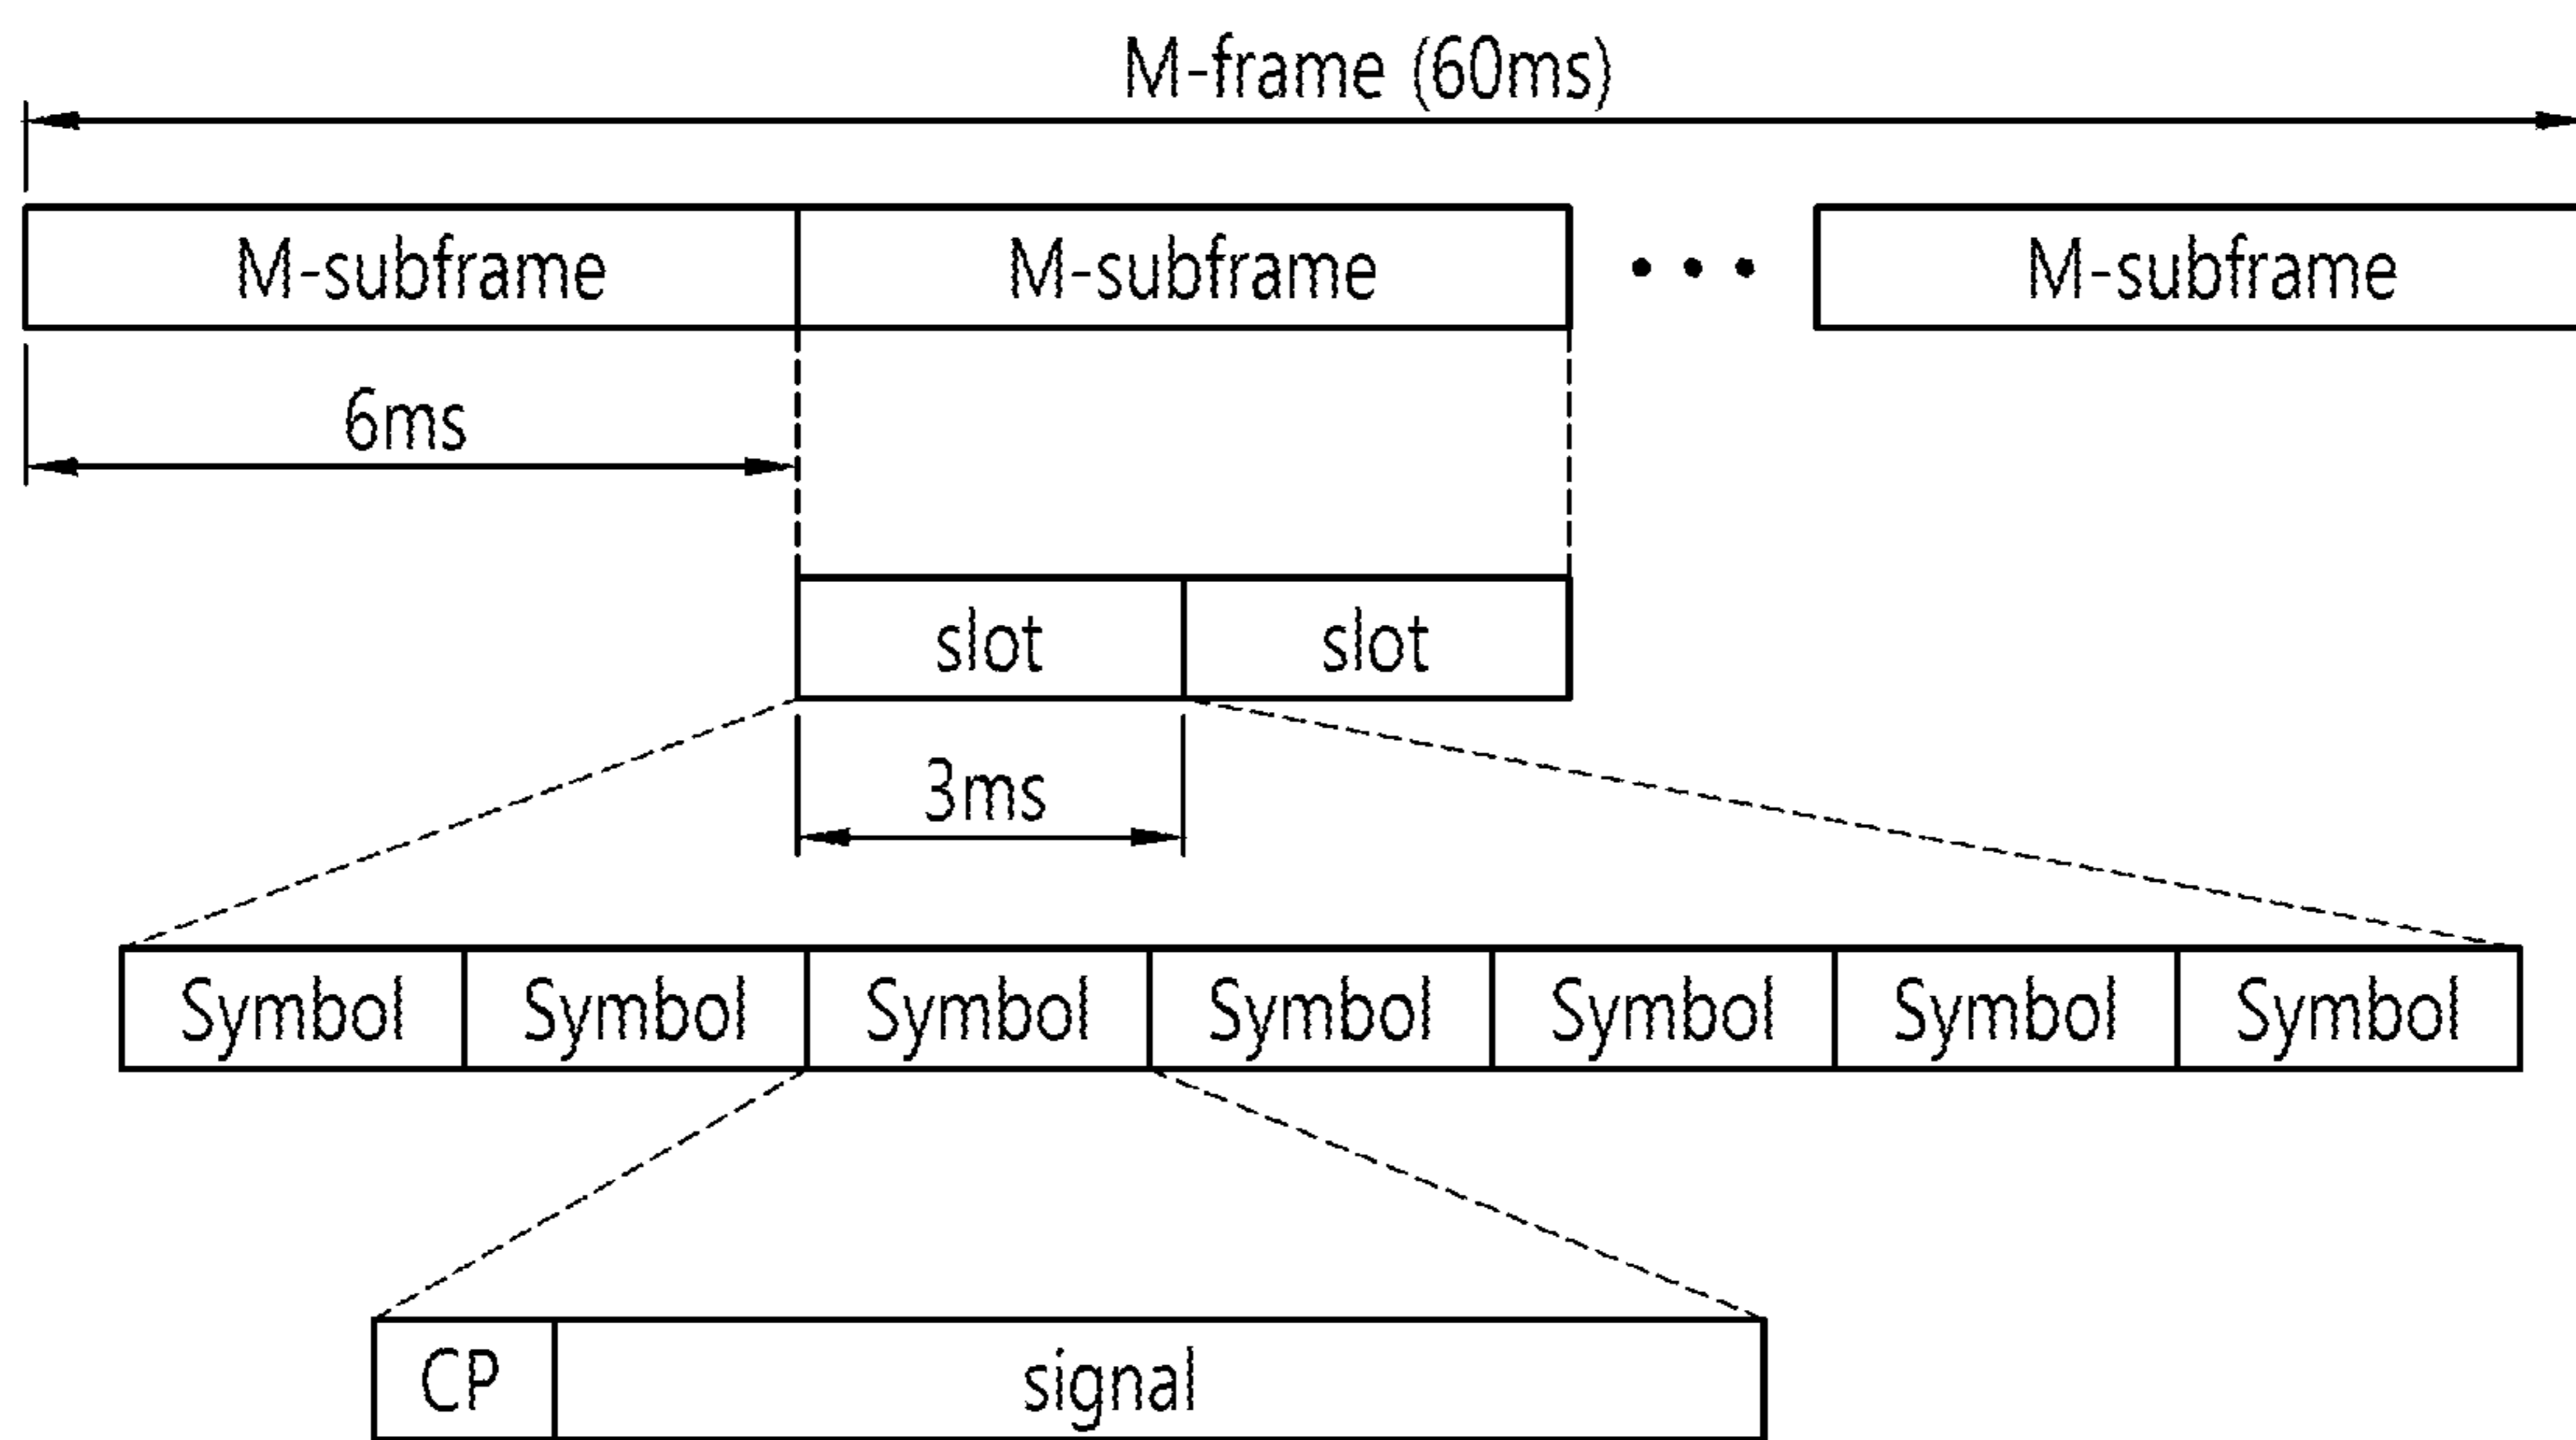 M-frame (60ms)
M-subframe M-subframe • • • M-subframe
6ms
slot slot
3ms
Symbol Symbol Symbol Symbol Symbol Symbol Symbol
CP signal